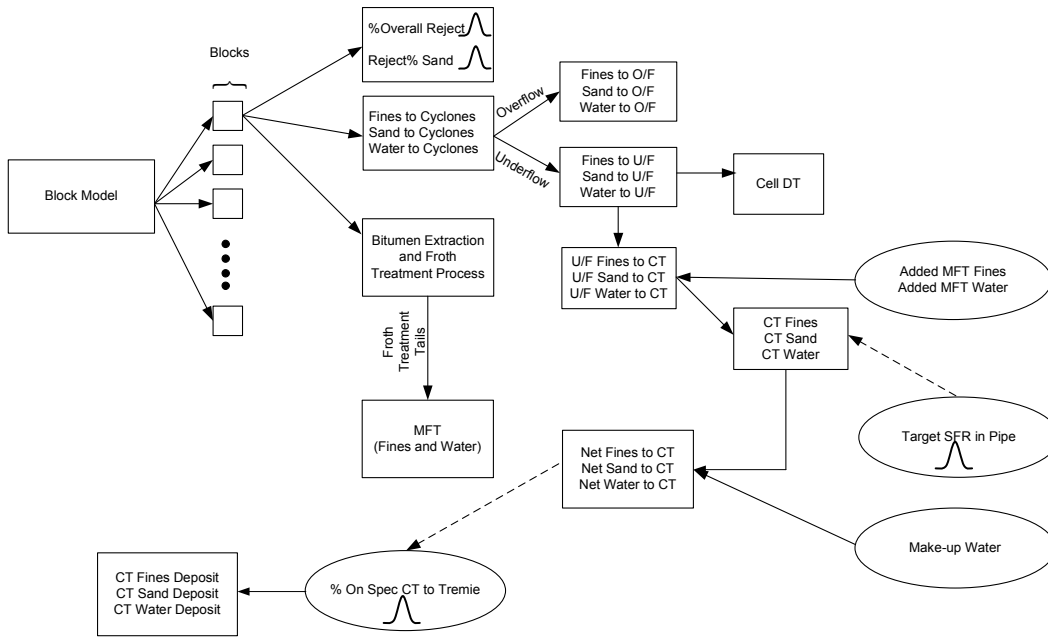 %Overall Reject
Reject% Sand
Blocks
Fines to Cyclones
Sand to Cyclones
Water to Cyclones
Overflow
Underflow
Fines to O/F
Sand to O/F
Water to O/F
Fines to U/F
Sand to U/F
Water to U/F
Cell DT
Block Model
Bitumen Extraction
and Froth
Treatment Process
U/F Fines to CT
U/F Sand to CT
U/F Water to CT
Added MFT Fines
Added MFT Water
CT Fines
CT Sand
CT Water
Froth
Treatment
Tails
MFT
(Fines and Water)
Target SFR in Pipe
Net Fines to CT
Net Sand to CT
Net Water to CT
Make-up Water
% On Spec CT to Tremie
CT Fines Deposit
CT Sand Deposit
CT Water Deposit